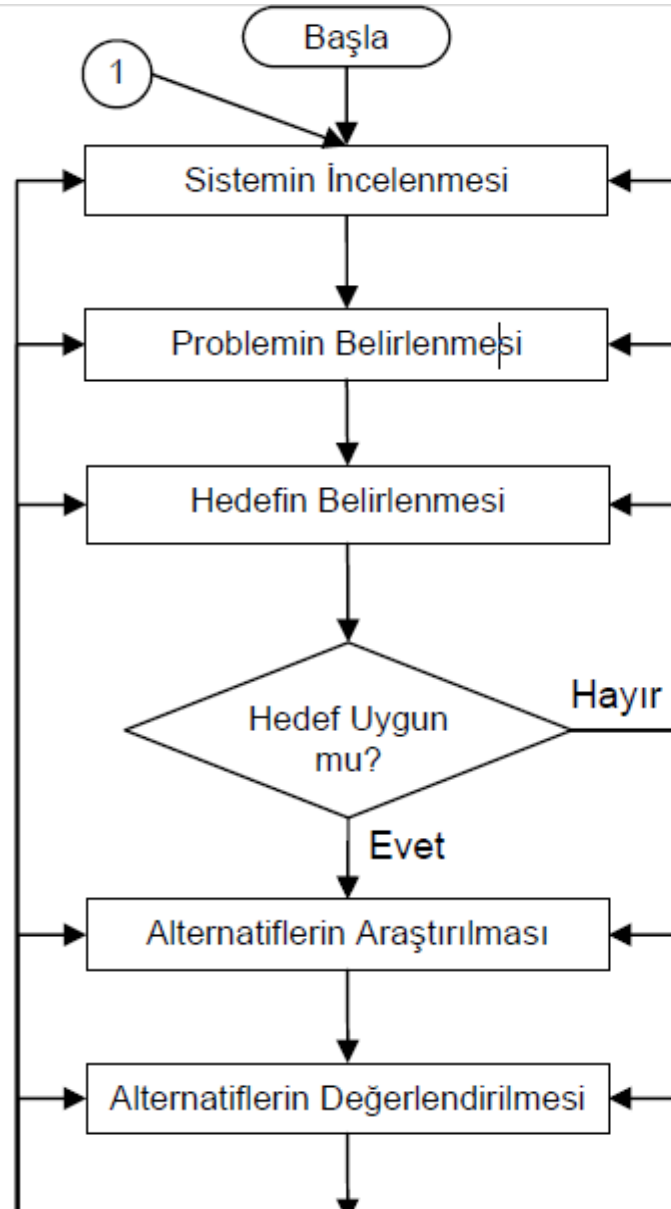 Başla
1
Sistemin İncelenmesi
Problemin Belirlenmesi
Hedefin Belirlenmesi
Hayır
Hedef Uygun
mu?
Evet
Alternatiflerin Araştırılması
Alternatiflerin Değerlendirilmesi